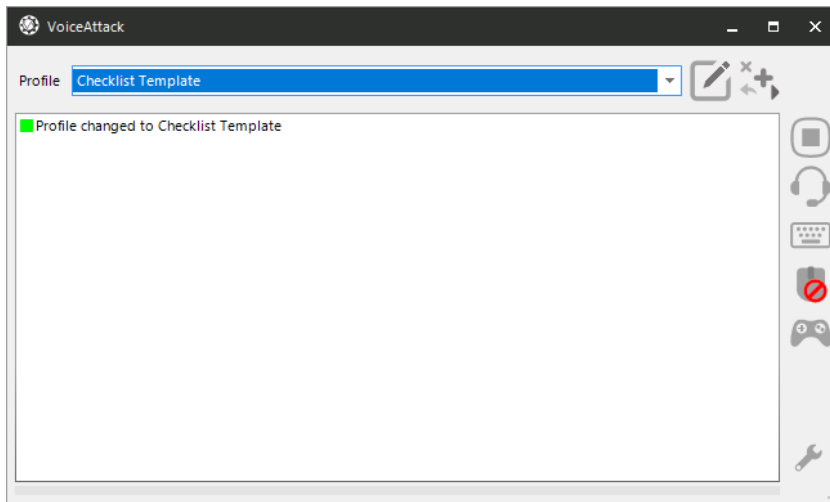 VoiceAttack
Profile Checklist Template
Profile changed to Checklist Template